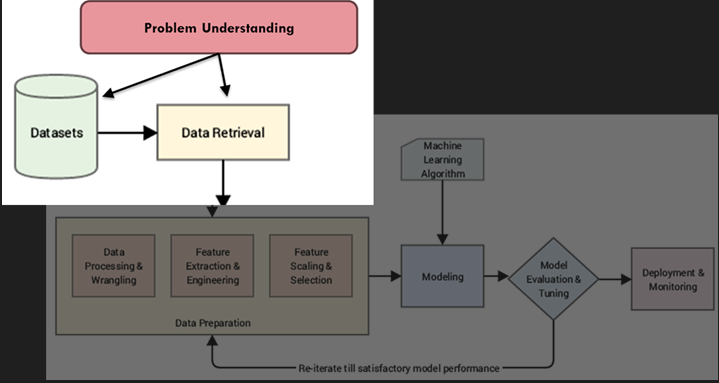 Problem Understanding
Datasets
Data Retrieval
Machine
Learning
Algorithm
Data
Processing &
Wrangling
Feature
Extraction &
Engineering
Feature
Scaling &
Selection
Data Preparation
Modeling
Model
Evaluation &
Tuning
Deployment &
Monitoring
Re-iterate till satisfactory model performance